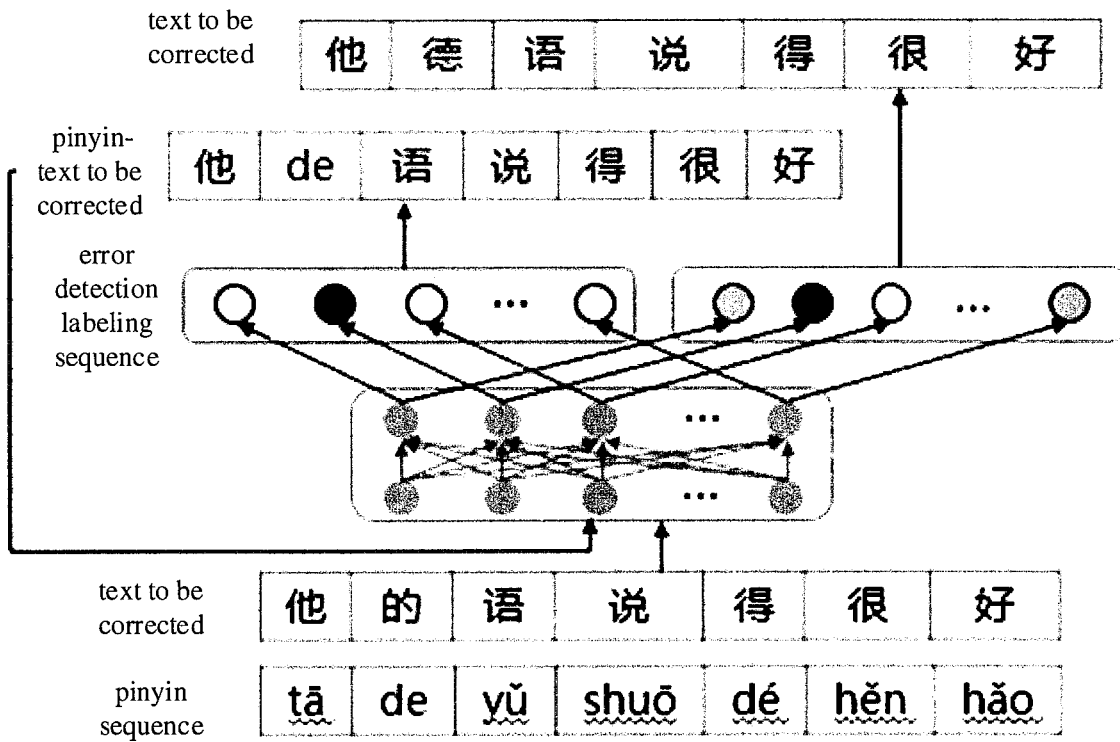 text to be
corrected
他 德 语 说 得 很 好
pinyin-
text to be
corrected
他 de 语 说 得 很 好
error
detection
labeling
sequence
...
...
...
...
text to be
corrected
他 的 语 说 得 很 好
pinyin
sequence
tā de yǔ shuō dé hěn hǎo